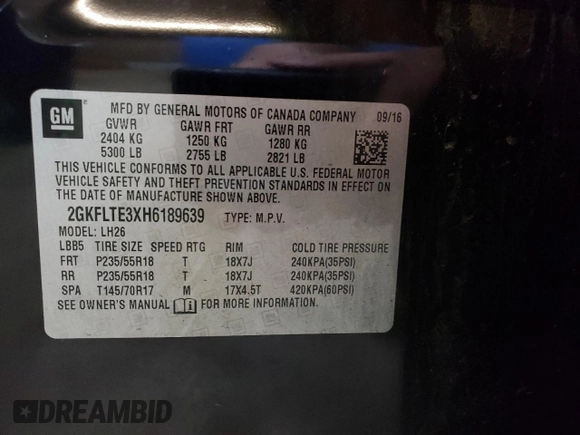 GM
MFD BY GENERAL MOTORS OF CANADA COMPANY 09/16
GVWR GAWR FRT GAWR RR
2404 KG 1250 KG 1280 KG
5300 LB 2755 LB 2821 LB
THIS VEHICLE CONFORMS TO ALL APPLICABLE U.S. FEDERAL MOTOR
VEHICLE SAFETY AND THEFT PREVENTION STANDARDS IN EFFECT ON
THE DATE OF MANUFACTURE SHOWN ABOVE.
2GKFLTE3XH6189639 TYPE: M.P.V.
MODEL: LH26
LBB5 TIRE SIZE SPEED RTG RIM COLD TIRE PRESSURE
FRT P235/55R18 T 18X7J 240KPA(35PSI)
RR P235/55R18 T 18X7J 240KPA(35PSI)
SPA T145/70R17 M 17X4.5T 420KPA(60PSI)
SEE OWNER'S MANUAL FOR MORE INFORMATION.
DREAMBID